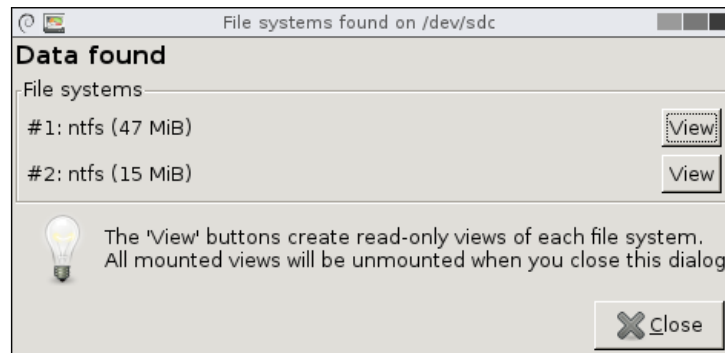 File systems found on /dev/sdc
Data found
File systems
#1: ntfs (47 MiB)
View
#2: ntfs (15 MiB)
View
The 'View' buttons create read-only views of each file system.
All mounted views will be unmounted when you close this dialog
Close